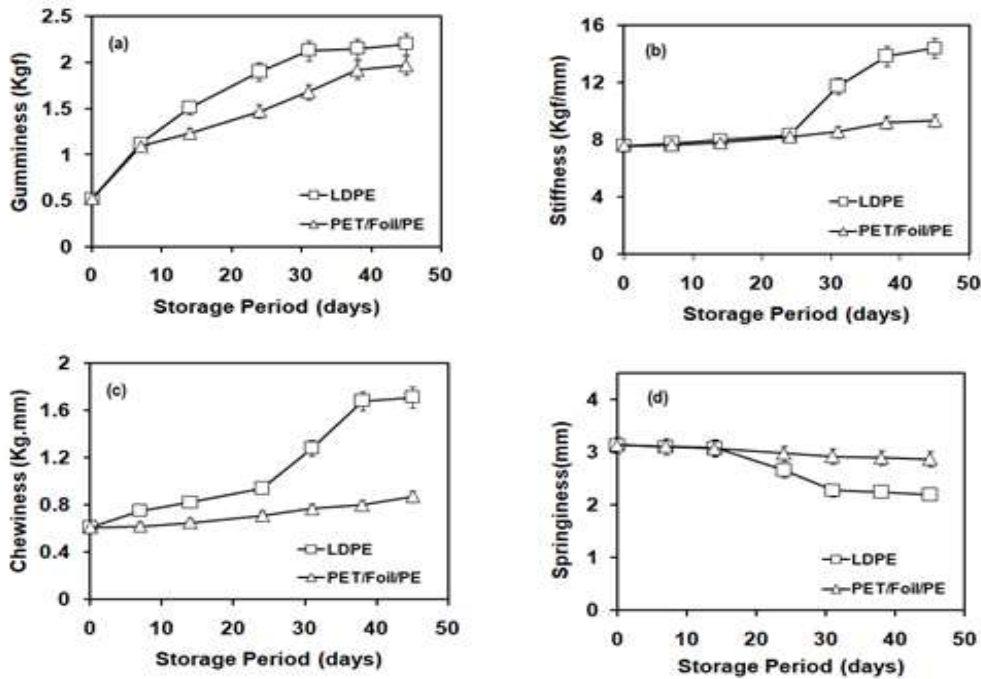 (a)
Gumminess (Kgf)
2.5
2
1.5
1
0.5
0
0 10 20 30 40 50
Storage Period (days)
LDPE
PET/Foil/PE
(b)
Stiffness (Kgf/mm)
16
12
8
4
0 10 20 30 40 50
Storage Period (days)
LDPE
PET/Foil/PE
(c)
Chewiness (Kg.mm)
2
1.6
1.2
0.8
0.4
0
0 10 20 30 40 50
Storage Period (days)
LDPE
PET/Foil/PE
(d)
Springiness(mm)
4
3
2
1
0
0 10 20 30 40 50
Storage Period (days)
LDPE
PET/Foil/PE